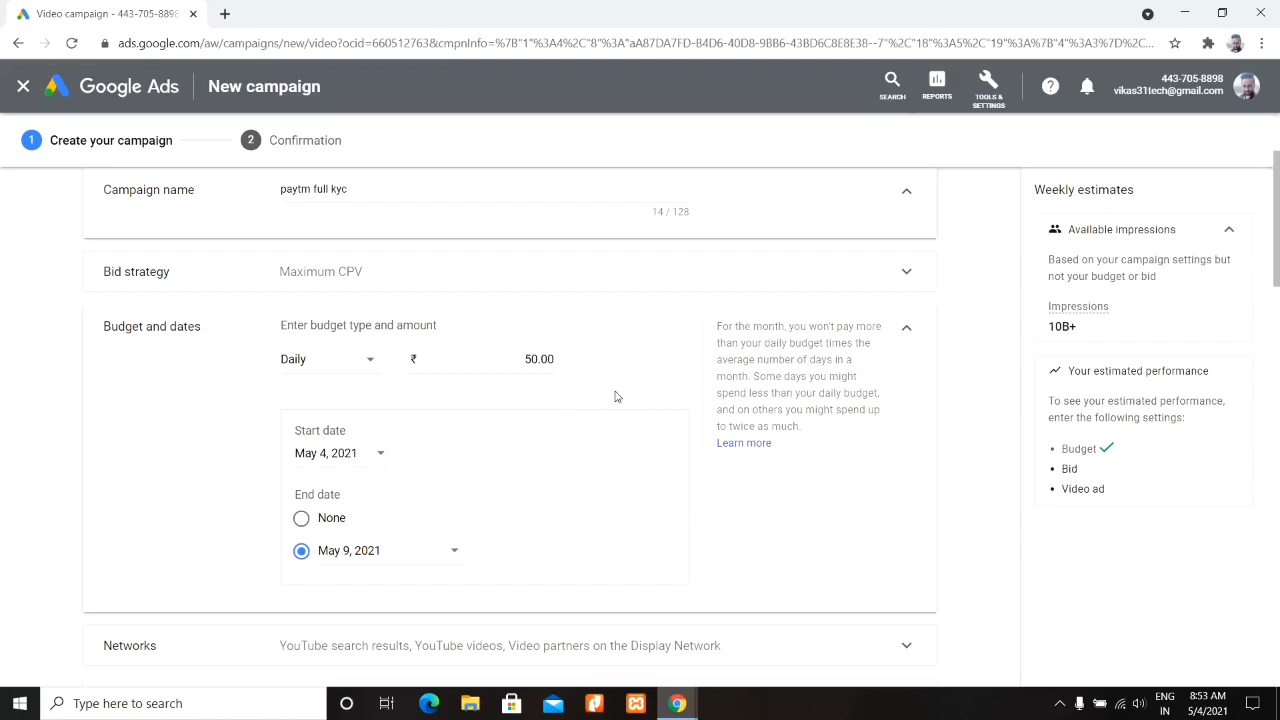 Video campaign - 443-705-8898
ads.google.com/aw/campaigns/new/video?ocid=660512763&cmpnInfo=%7B"1"%3A4%2C"8"%3A"aA87DA7FD-B4D6-40D8-9BB6-43BD6C8E8E38--7"%2C"18"%3A5%2C"19"%3A%7B"4"%3A3%7D%2C...
Google Ads
New campaign
SEARCH
REPORTS
TOOLS &
SETTINGS
443-705-8898
vikas31tech@gmail.com
1 Create your campaign
2 Confirmation
Campaign name
paytm full kyc
14 / 128
Bid strategy
Maximum CPV
Budget and dates
Enter budget type and amount
Daily
₹ 50.00
Start date
May 4, 2021
End date
None
May 9, 2021
For the month, you won't pay more
than your daily budget times the
average number of days in a
month. Some days you might
spend less than your daily budget,
and on others you might spend up
to twice as much.
Learn more
Networks
YouTube search results, YouTube videos, Video partners on the Display Network
Weekly estimates
Available impressions
Based on your campaign settings but
not your budget or bid
Impressions
10B+
Your estimated performance
To see your estimated performance,
enter the following settings:
• Budget
• Bid
• Video ad
Type here to search
ENG
IN
8:53 AM
5/4/2021